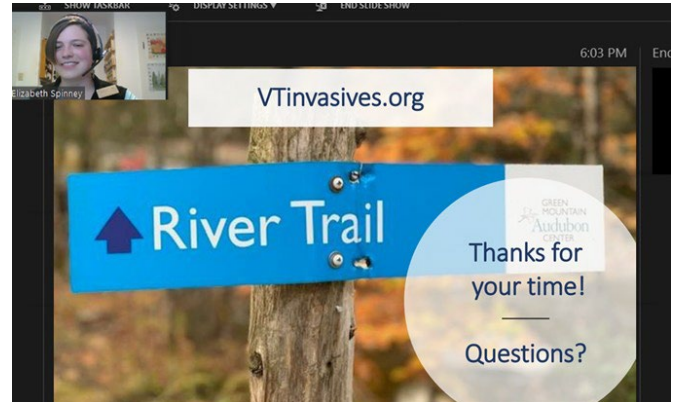 SHOW TASKBAR
DISPLAY SETTINGS ▼
END SLIDE SHOW
6:03 PM
Elizabeth Spinney
VTinvasives.org
River Trail
GREEN
MOUNTAIN
Audubon
CENTER
Thanks for
your time!
Questions?